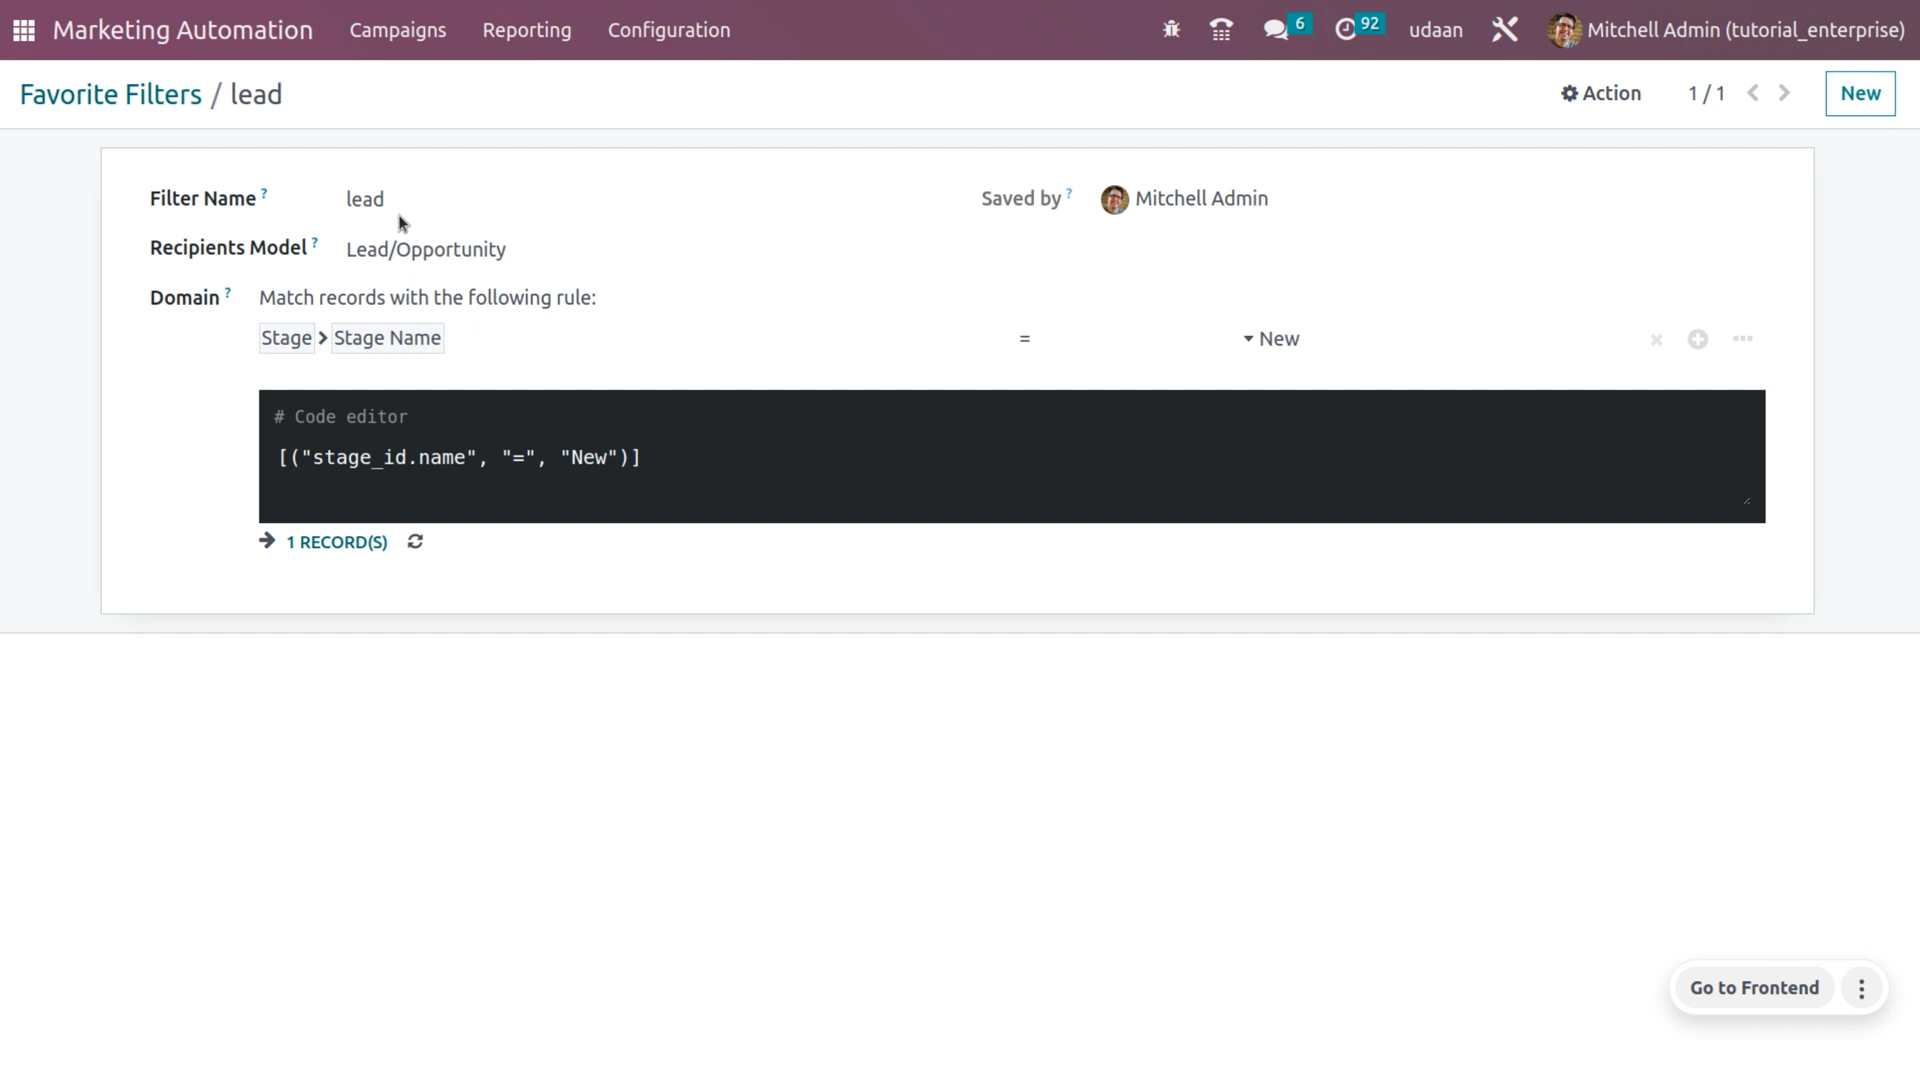 Marketing Automation Campaigns Reporting Configuration 6 92 udaan Mitchell Admin (tutorial_enterprise)
Favorite Filters / lead Action 1 / 1 New
Filter Name ? lead Saved by ? Mitchell Admin
Recipients Model ? Lead/Opportunity
Domain ? Match records with the following rule:
Stage Stage Name = New
# Code editor
[("stage_id.name", "=", "New")]
1 RECORD(S)
Go to Frontend